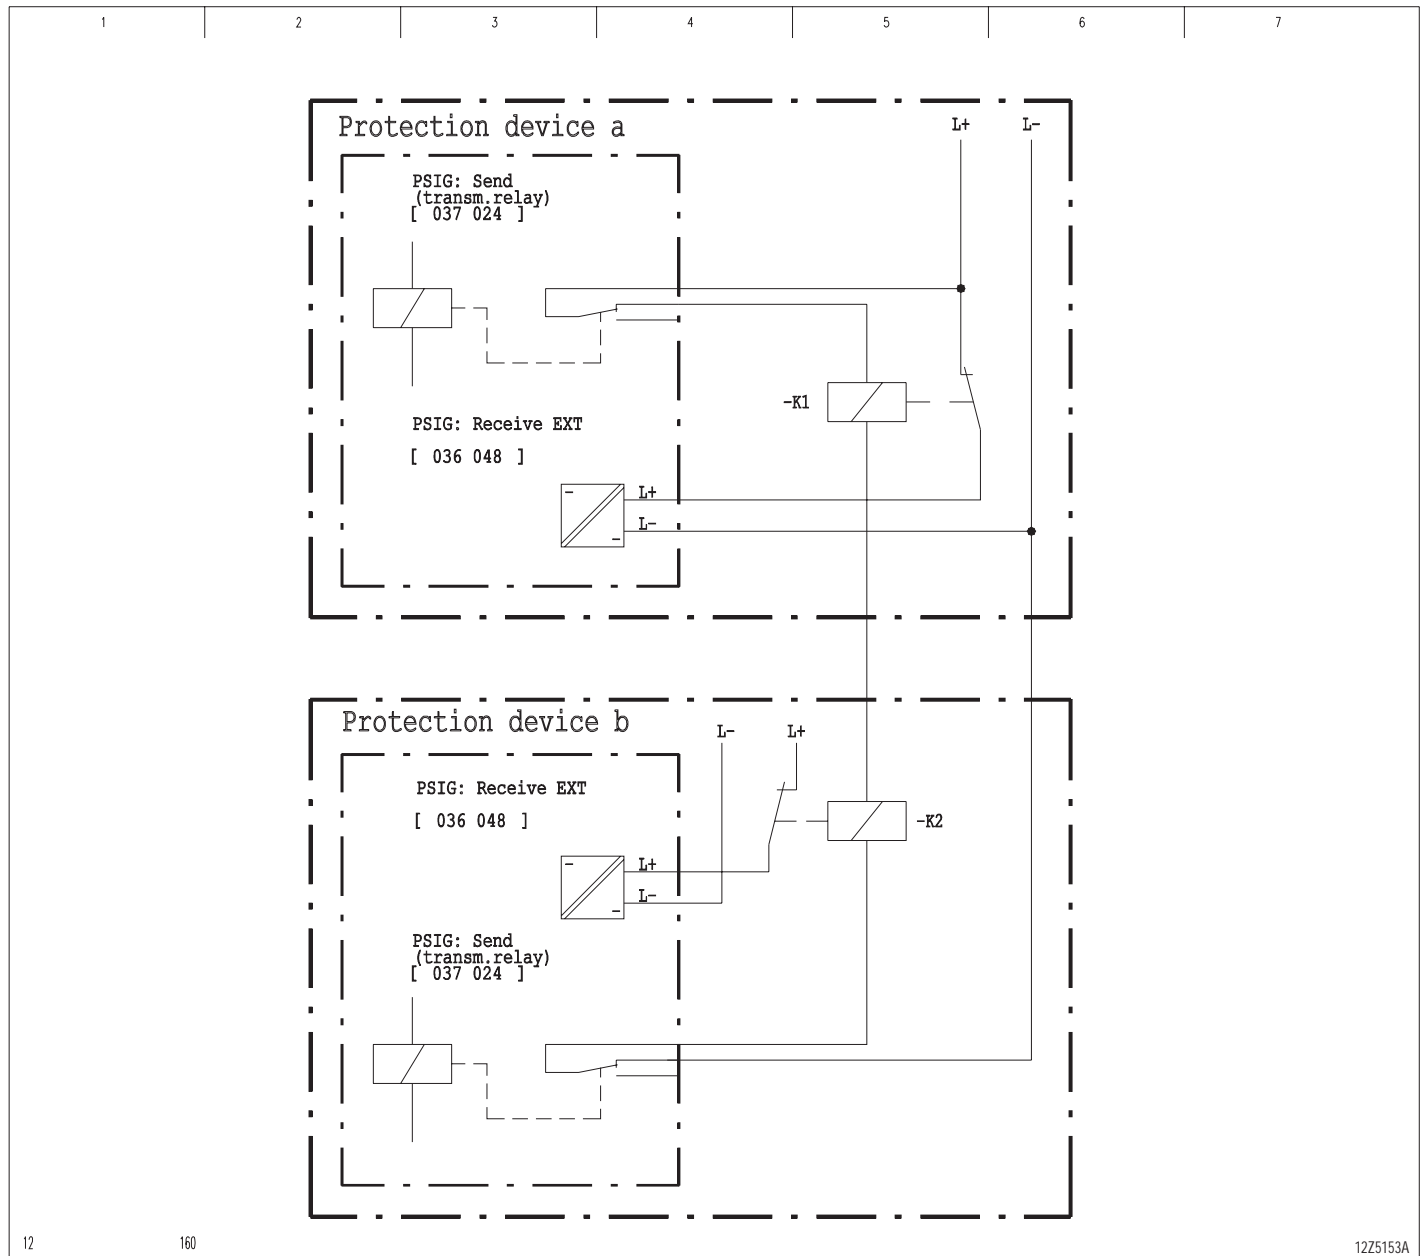 1 2 3 4 5 6 7
Protection device a
L+ L-
PSIG: Send
(transm.relay)
[ 037 024 ]
-K1
PSIG: Receive EXT
[ 036 048 ]
L+
L-
Protection device b
L- L+
PSIG: Receive EXT
[ 036 048 ]
-K2
L+
L-
PSIG: Send
(transm.relay)
[ 037 024 ]
12 160 12Z5153A